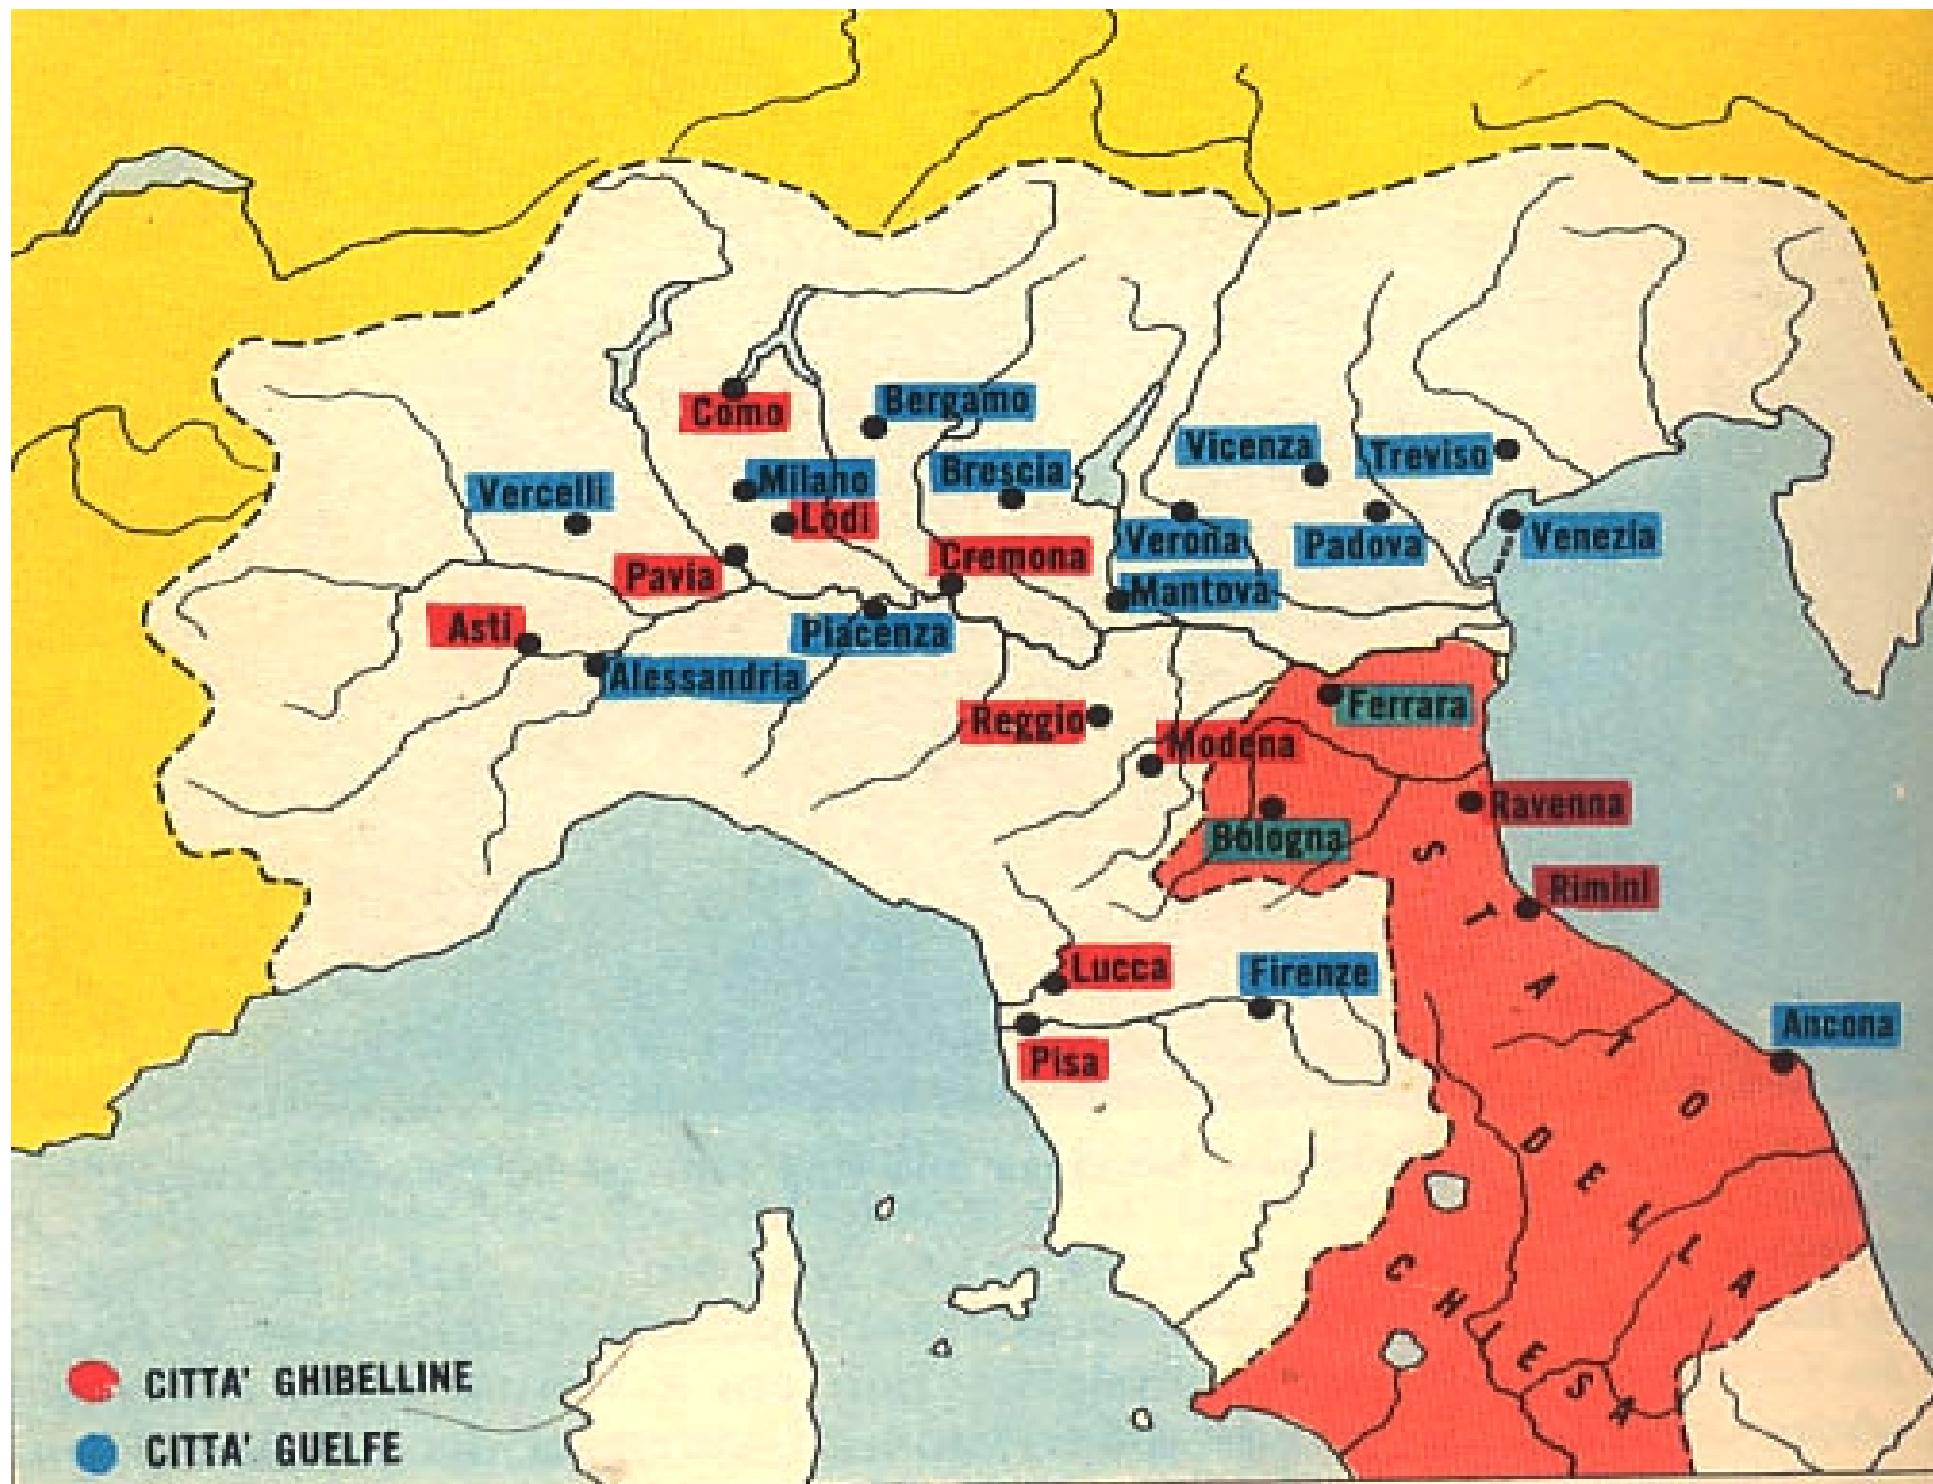 Como
Bergamo
Vicenza
Treviso
Milano
Brescia
Vercelli
Lodi
Venezia
Verona
Padova
Cremona
Pavia
Mantova
Asti
Piacenza
Alessandria
Ferrara
Reggio
Modena
Ravenna
Bologna
Rimini
Lucca
Firenze
Ancona
Pisa
STATO DELLA
CHIESA
CITTA' GHIBELLINE
CITTA' GUELFE